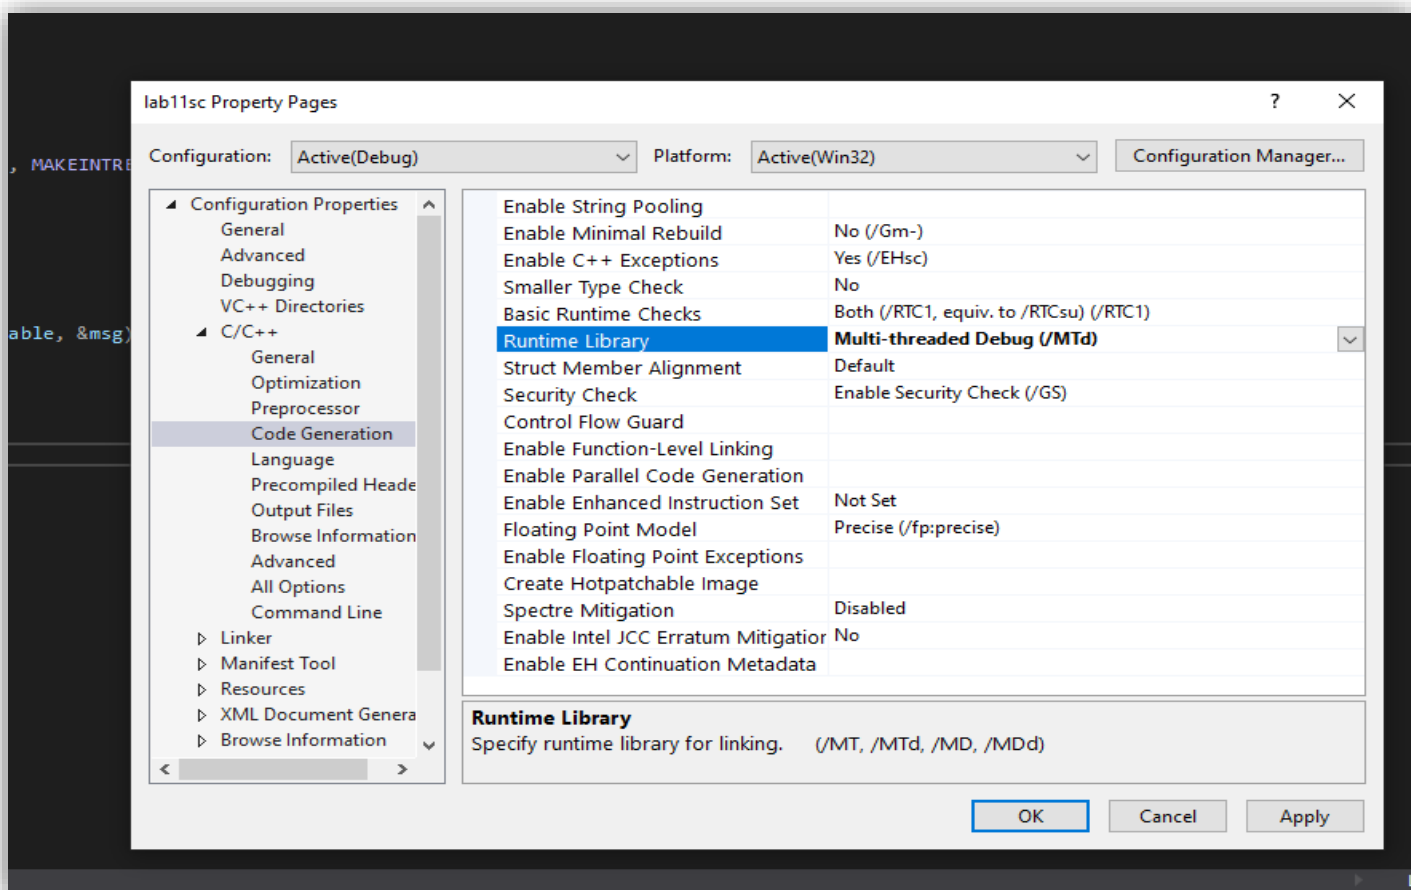 lab11sc Property Pages
?
Configuration: Active(Debug) Platform: Active(Win32) Configuration Manager...
, MAKEINTRE
able, &msg)
Configuration Properties
General
Advanced
Debugging
VC++ Directories
C/C++
General
Optimization
Preprocessor
Code Generation
Language
Precompiled Heade
Output Files
Browse Information
Advanced
All Options
Command Line
Linker
Manifest Tool
Resources
XML Document Genera
Browse Information
Enable String Pooling
Enable Minimal Rebuild No (/Gm-)
Enable C++ Exceptions Yes (/EHsc)
Smaller Type Check No
Basic Runtime Checks Both (/RTC1, equiv. to /RTCsu) (/RTC1)
Runtime Library Multi-threaded Debug (/MTd)
Struct Member Alignment Default
Security Check Enable Security Check (/GS)
Control Flow Guard
Enable Function-Level Linking
Enable Parallel Code Generation
Enable Enhanced Instruction Set Not Set
Floating Point Model Precise (/fp:precise)
Enable Floating Point Exceptions
Create Hotpatchable Image
Spectre Mitigation Disabled
Enable Intel JCC Erratum Mitigation No
Enable EH Continuation Metadata
Runtime Library
Specify runtime library for linking. (/MT, /MTd, /MD, /MDd)
OK Cancel Apply